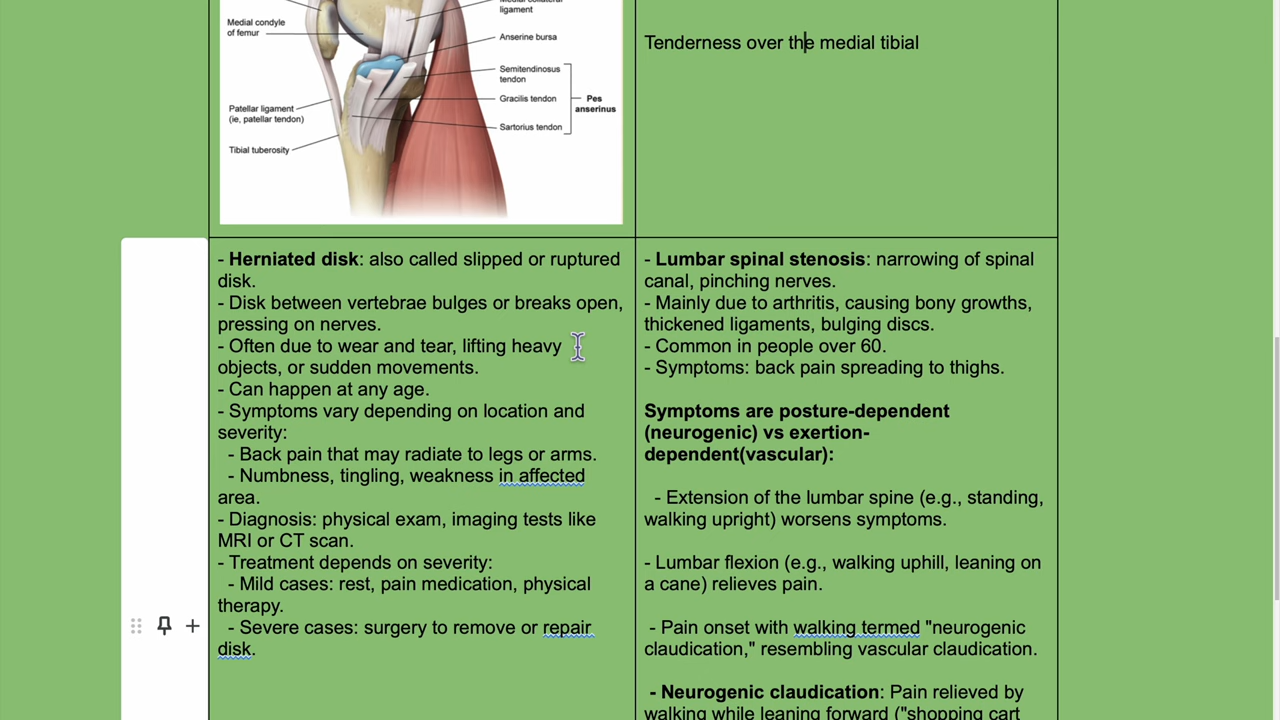 Medial collateral
ligament
Medial condyle
of femur
Anserine bursa
Semitendinosus
tendon
Gracilis tendon
Pes
anserinus
Patellar ligament
(ie, patellar tendon)
Sartorius tendon
Tibial tuberosity
Tenderness over the medial tibial
- Herniated disk: also called slipped or ruptured
disk.
- Disk between vertebrae bulges or breaks open,
pressing on nerves.
- Often due to wear and tear, lifting heavy
objects, or sudden movements.
- Can happen at any age.
- Symptoms vary depending on location and
severity:
- Back pain that may radiate to legs or arms.
- Numbness, tingling, weakness in affected
area.
- Diagnosis: physical exam, imaging tests like
MRI or CT scan.
- Treatment depends on severity:
- Mild cases: rest, pain medication, physical
therapy.
- Severe cases: surgery to remove or repair
disk.
- Lumbar spinal stenosis: narrowing of spinal
canal, pinching nerves.
- Mainly due to arthritis, causing bony growths,
thickened ligaments, bulging discs.
- Common in people over 60.
- Symptoms: back pain spreading to thighs.
Symptoms are posture-dependent
(neurogenic) vs exertion-
dependent(vascular):
- Extension of the lumbar spine (e.g., standing,
walking upright) worsens symptoms.
- Lumbar flexion (e.g., walking uphill, leaning on
a cane) relieves pain.
- Pain onset with walking termed "neurogenic
claudication," resembling vascular claudication.
- Neurogenic claudication: Pain relieved by
walking while leaning forward ("shopping cart